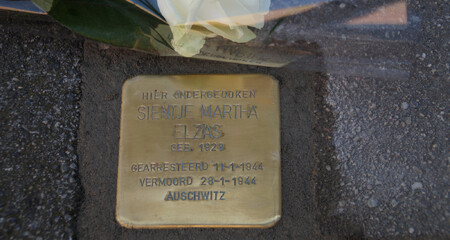 HIER ONDERGEDOKEN
SIENTJE MARTHA
ELZAS
GEB. 1929
GEARRESTEERD 11-1-1944
VERMOORD 28-1-1944
AUSCHWITZ